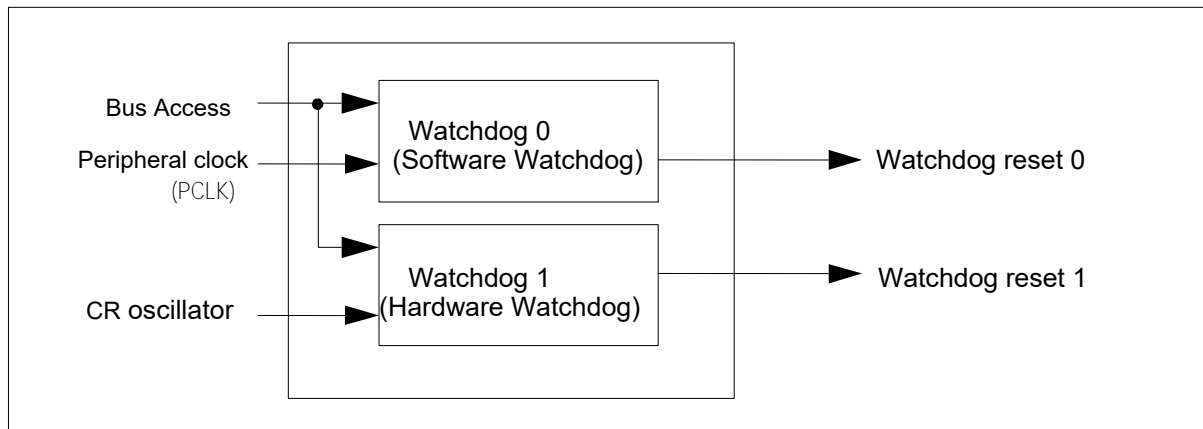 Bus Access
Peripheral clock
(PCLK)
CR oscillator
Watchdog 0
(Software Watchdog)
Watchdog 1
(Hardware Watchdog)
Watchdog reset 0
Watchdog reset 1